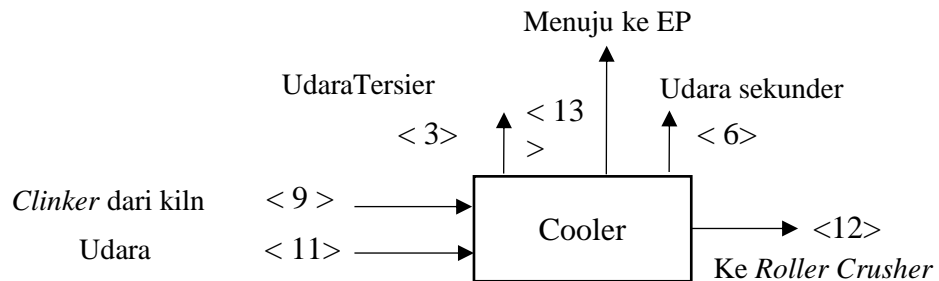 Menuju ke EP
UdaraTersier
< 13
>
Udara sekunder
< 3>
< 6>
Clinker dari kiln
< 9 >
Udara
< 11>
Cooler
<12>
Ke Roller Crusher